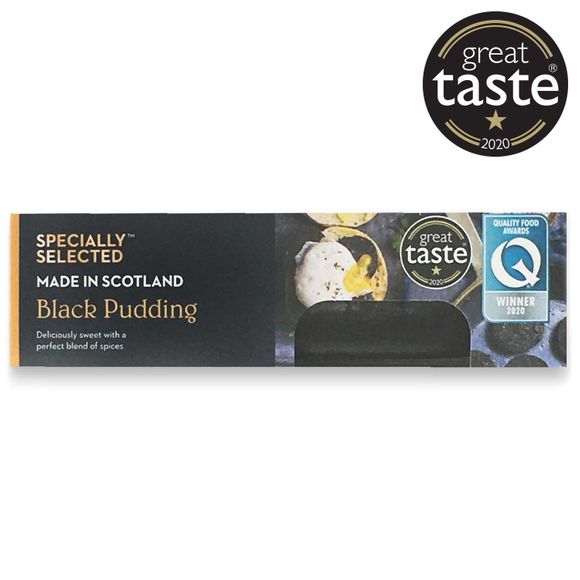 great
taste®
2020
SPECIALLY™
SELECTED
MADE IN SCOTLAND
Black Pudding
Deliciously sweet with a
perfect blend of spices
great
taste
2020
QUALITY FOOD
AWARDS
Q
WINNER
2020